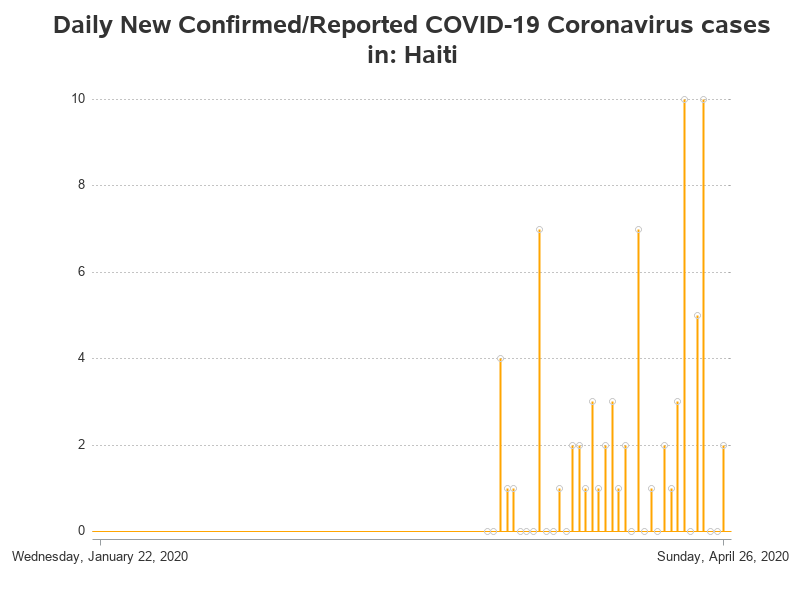 Daily New Confirmed/Reported COVID-19 Coronavirus cases
in: Haiti
10
8
6
4
2
0
Wednesday, January 22, 2020
Sunday, April 26, 2020